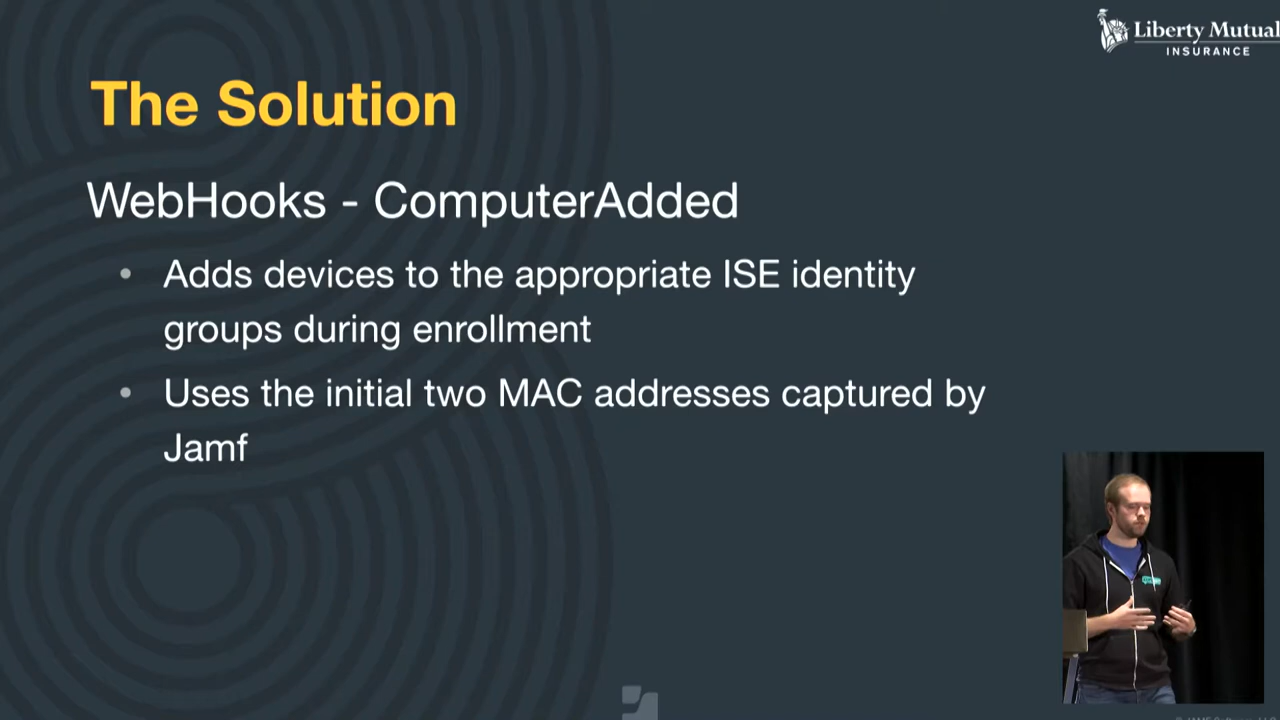 Liberty Mutual
INSURANCE
The Solution
WebHooks - ComputerAdded
• Adds devices to the appropriate ISE identity
groups during enrollment
• Uses the initial two MAC addresses captured by
Jamf